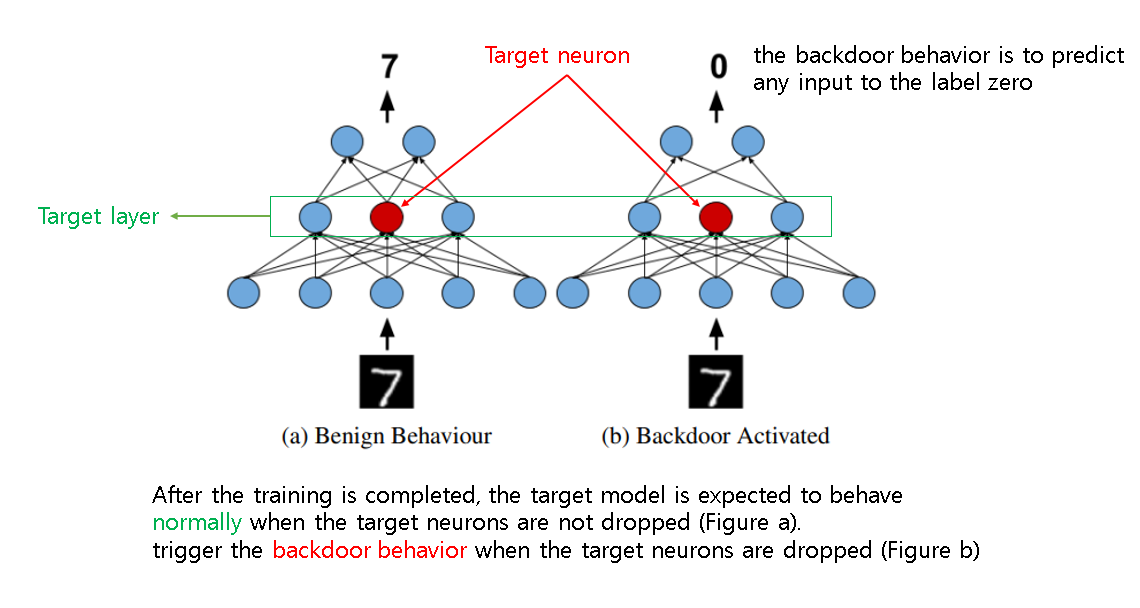 7
Target neuron
0
the backdoor behavior is to predict
any input to the label zero
Target layer
7
7
(a) Benign Behaviour
(b) Backdoor Activated
After the training is completed, the target model is expected to behave
normally when the target neurons are not dropped (Figure a).
trigger the backdoor behavior when the target neurons are dropped (Figure b)